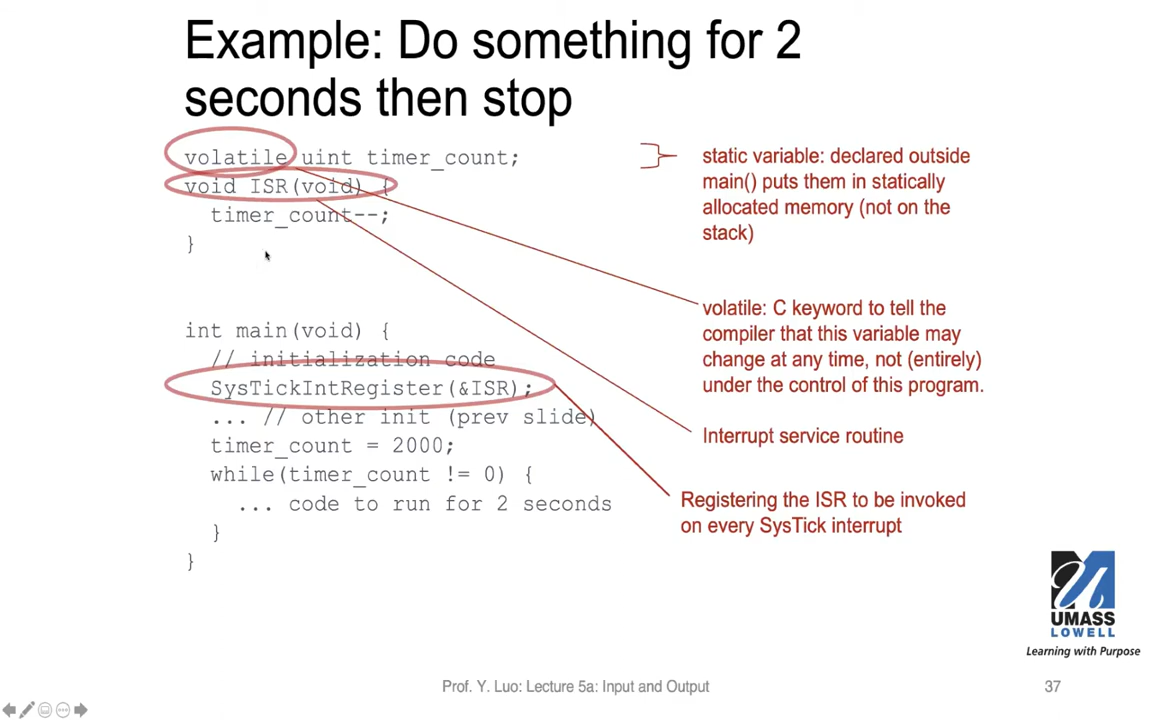 Example: Do something for 2
seconds then stop
volatile uint timer_count;
void ISR(void) {
timer_count--;
}
int main(void) {
// initialization code
SysTickIntRegister(&ISR);
... // other init (prev slide)
timer_count = 2000;
while(timer_count != 0) {
... code to run for 2 seconds
}
}
static variable: declared outside
main() puts them in statically
allocated memory (not on the
stack)
volatile: C keyword to tell the
compiler that this variable may
change at any time, not (entirely)
under the control of this program.
Interrupt service routine
Registering the ISR to be invoked
on every SysTick interrupt
UMASS
LOWELL
Learning with Purpose
Prof. Y. Luo: Lecture 5a: Input and Output
37